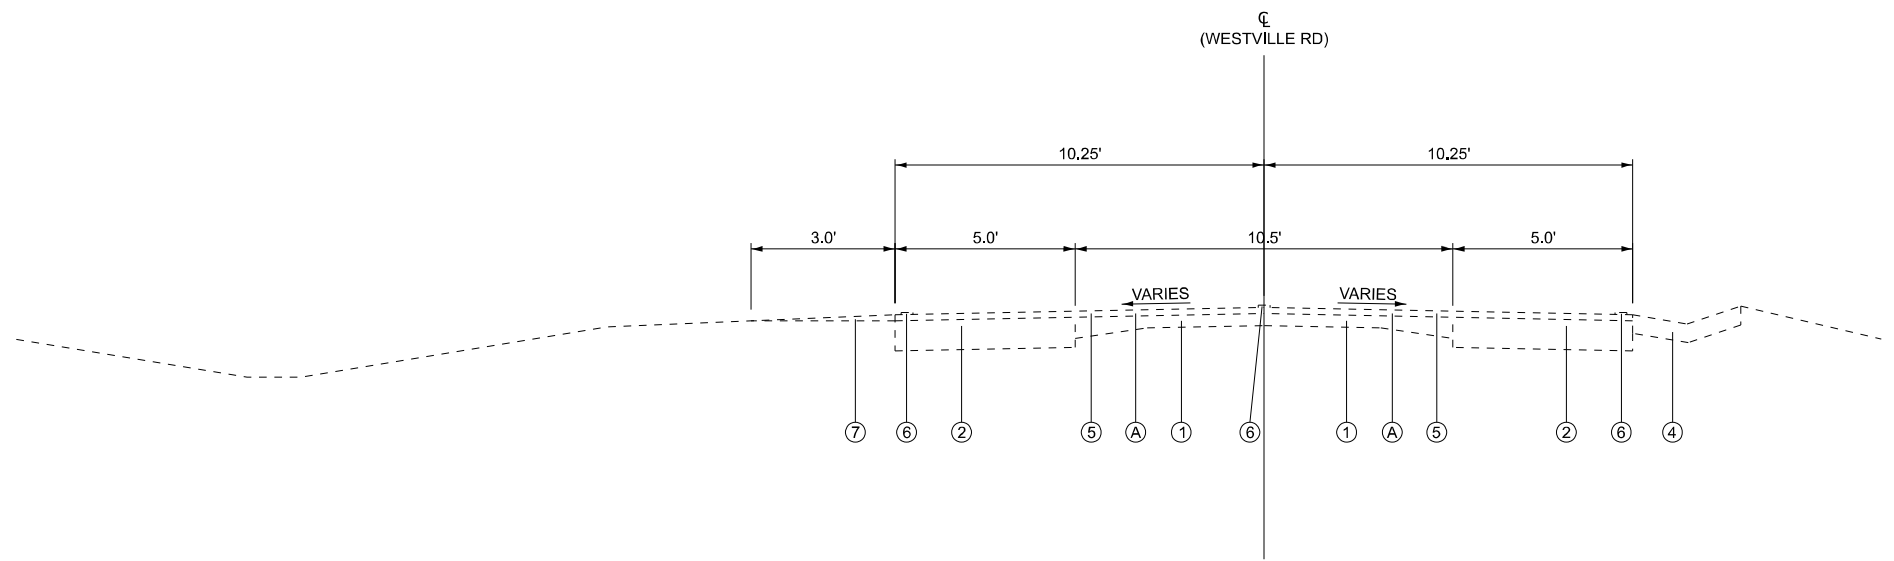 ℄
(WESTVILLE RD)
10.25' 10.25'
3.0' 5.0' 10.5' 5.0'
VARIES VARIES
7 6 2 5 A 1 6 1 A 5 2 6 4